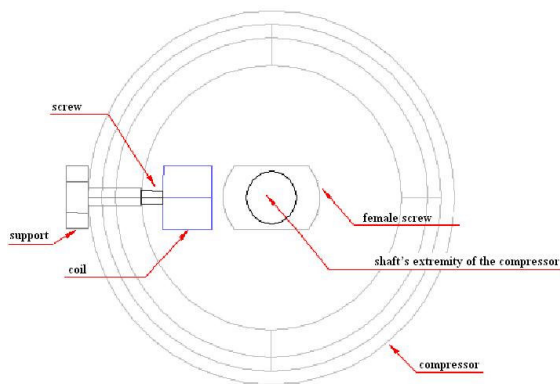 screw
female screw
support
shaft's extremity of the compressor
coil
compressor